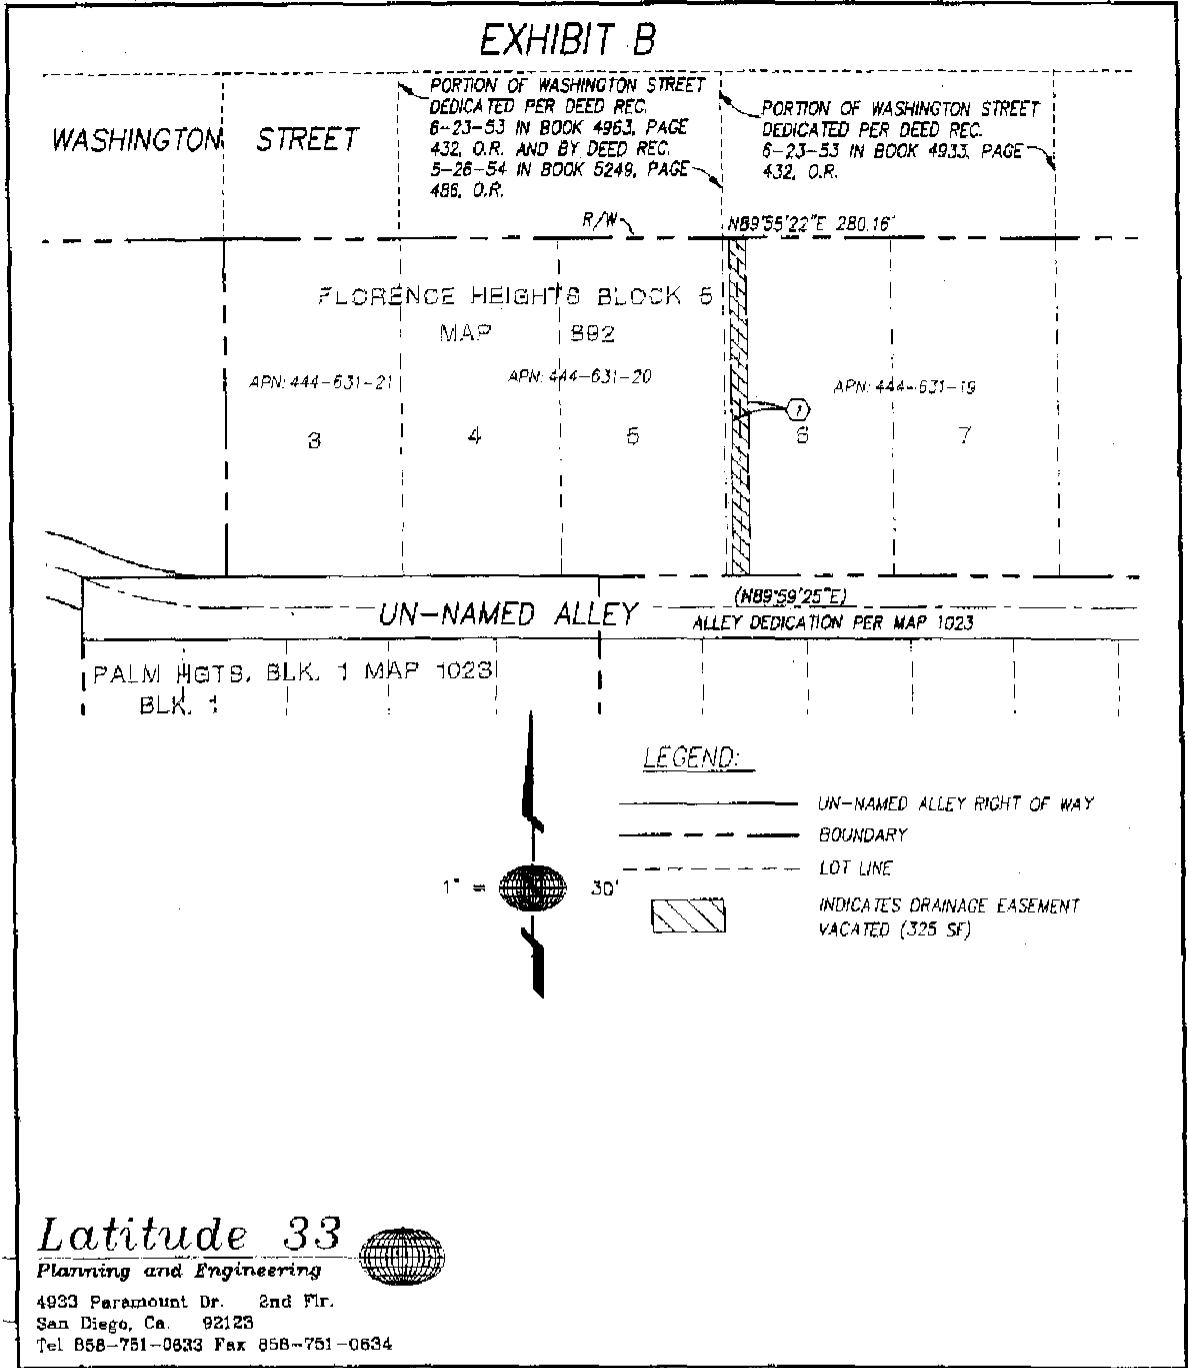 EXHIBIT B
WASHINGTON STREET
PORTION OF WASHINGTON STREET
DEDICATED PER DEED REC.
6-23-53 IN BOOK 4963, PAGE
432, O.R. AND BY DEED REC.
5-26-54 IN BOOK 5249, PAGE
486, O.R.
PORTION OF WASHINGTON STREET
DEDICATED PER DEED REC.
6-23-53 IN BOOK 4933, PAGE
432, O.R.
R/W
N89°55'22"E 280.16'
FLORENCE HEIGHTS BLOCK 5
MAP 892
APN: 444-631-21
APN: 444-631-20
APN: 444-631-19
1
3
4
5
6
7
(N89°59'25"E)
UN-NAMED ALLEY
ALLEY DEDICATION PER MAP 1023
PALM HGTS. BLK. 1 MAP 1023
BLK. 1
LEGEND:
UN-NAMED ALLEY RIGHT OF WAY
BOUNDARY
LOT LINE
1" = 30'
INDICATES DRAINAGE EASEMENT
VACATED (325 SF)
Latitude 33
Planning and Engineering
4933 Paramount Dr. 2nd Flr.
San Diego, Ca. 92123
Tel 858-751-0633 Fax 858-751-0634